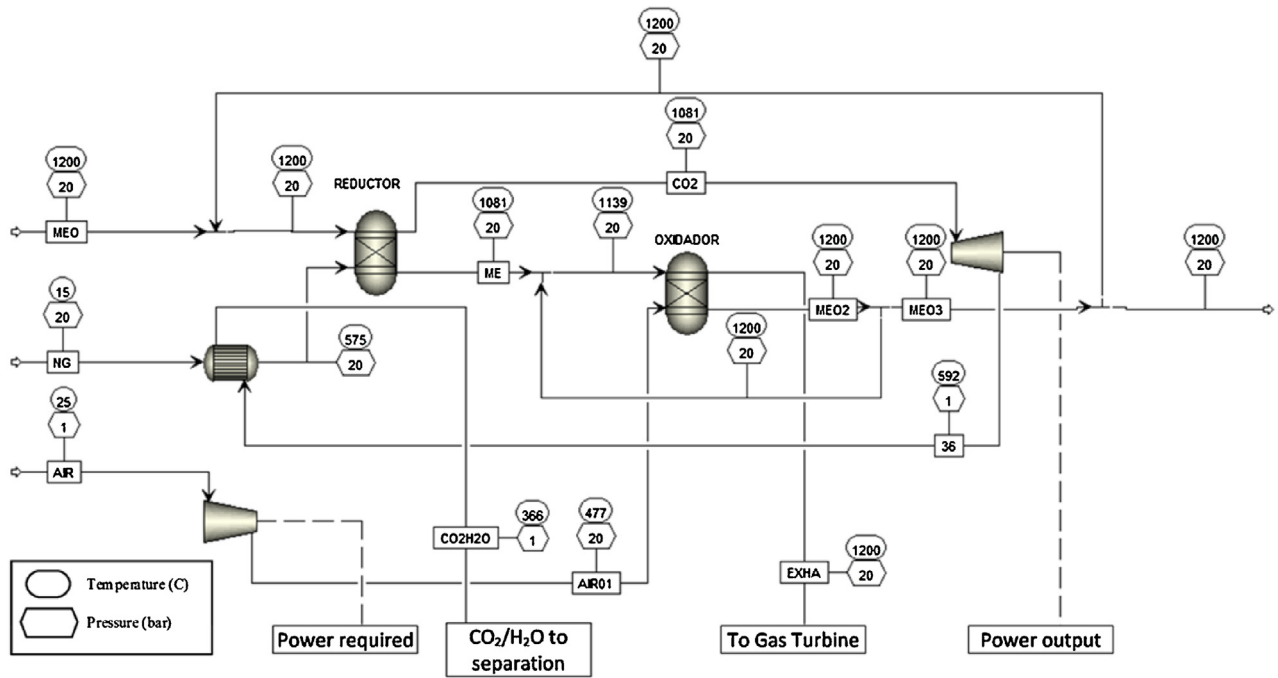 1200
20
1081
20
CO2
1200
20
MEO
1200
20
REDUCTOR
1081
20
ME
1139
20
OXIDADOR
1200
20
MEO2
1200
20
MEO3
1200
20
15
20
NG
575
20
1200
20
592
1
36
25
1
AIR
366
1
CO2H2O
477
20
AIR01
1200
20
EXHA
Temperature (C)
Pressure (bar)
Power required
CO₂/H₂O to
separation
To Gas Turbine
Power output